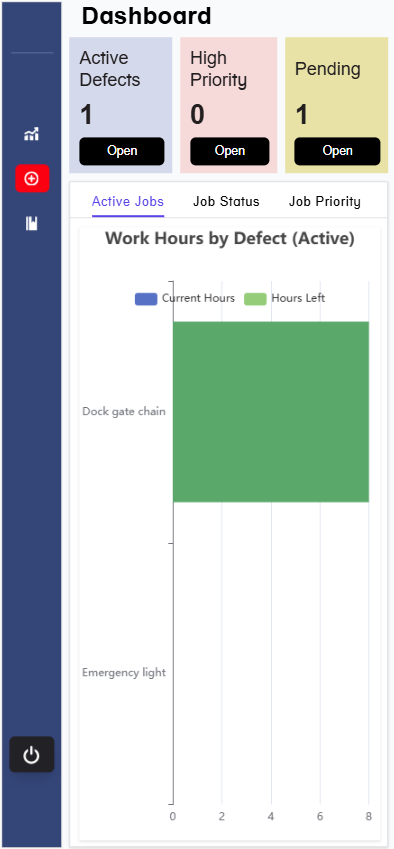 Dashboard
Active
Defects
1
Open
High
Priority
0
Open
Pending
1
Open
Active Jobs
Job Status
Job Priority
Work Hours by Defect (Active)
Current Hours
Hours Left
Dock gate chain
Emergency light
0 2 4 6 8